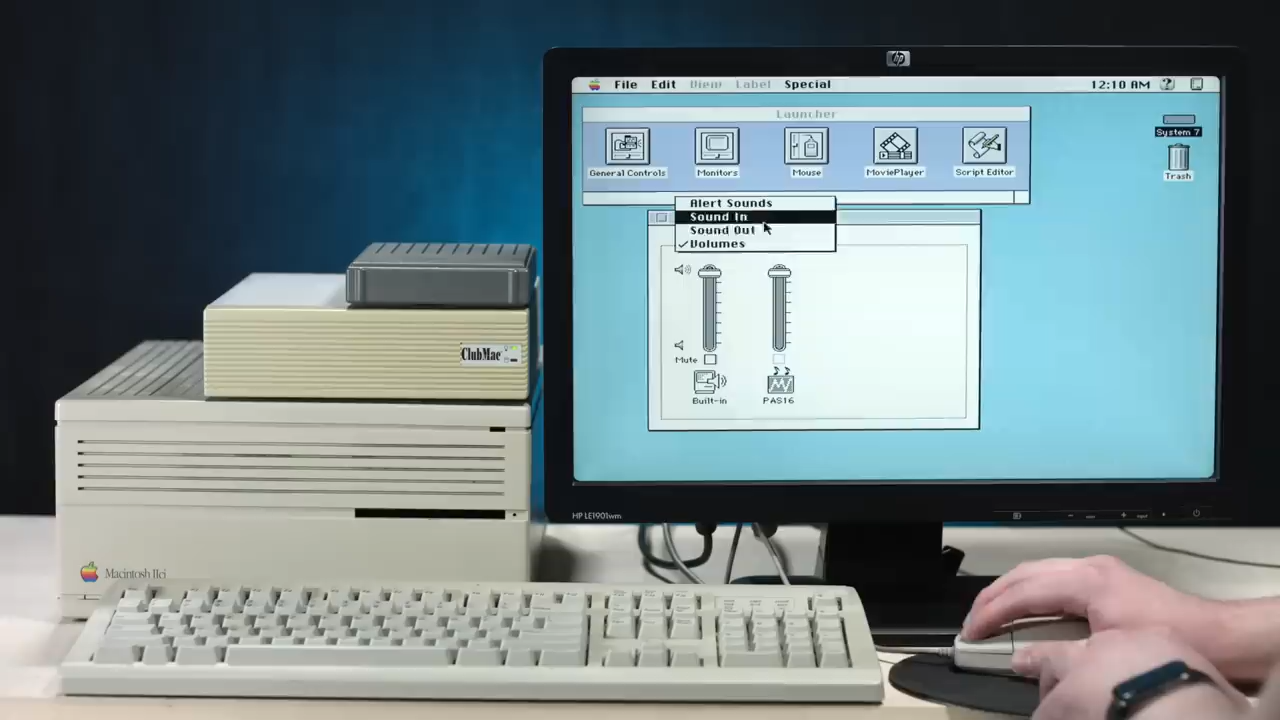 hp
File Edit View Label Special 12:10 AM
Launcher
General Controls Monitors Mouse MoviePlayer Script Editor
System 7
Trash
Alert Sounds
Sound In
Sound Out
✓Volumes
Mute
Built-in PAS16
ClubMac
HP LE1901wm
Macintosh IIci